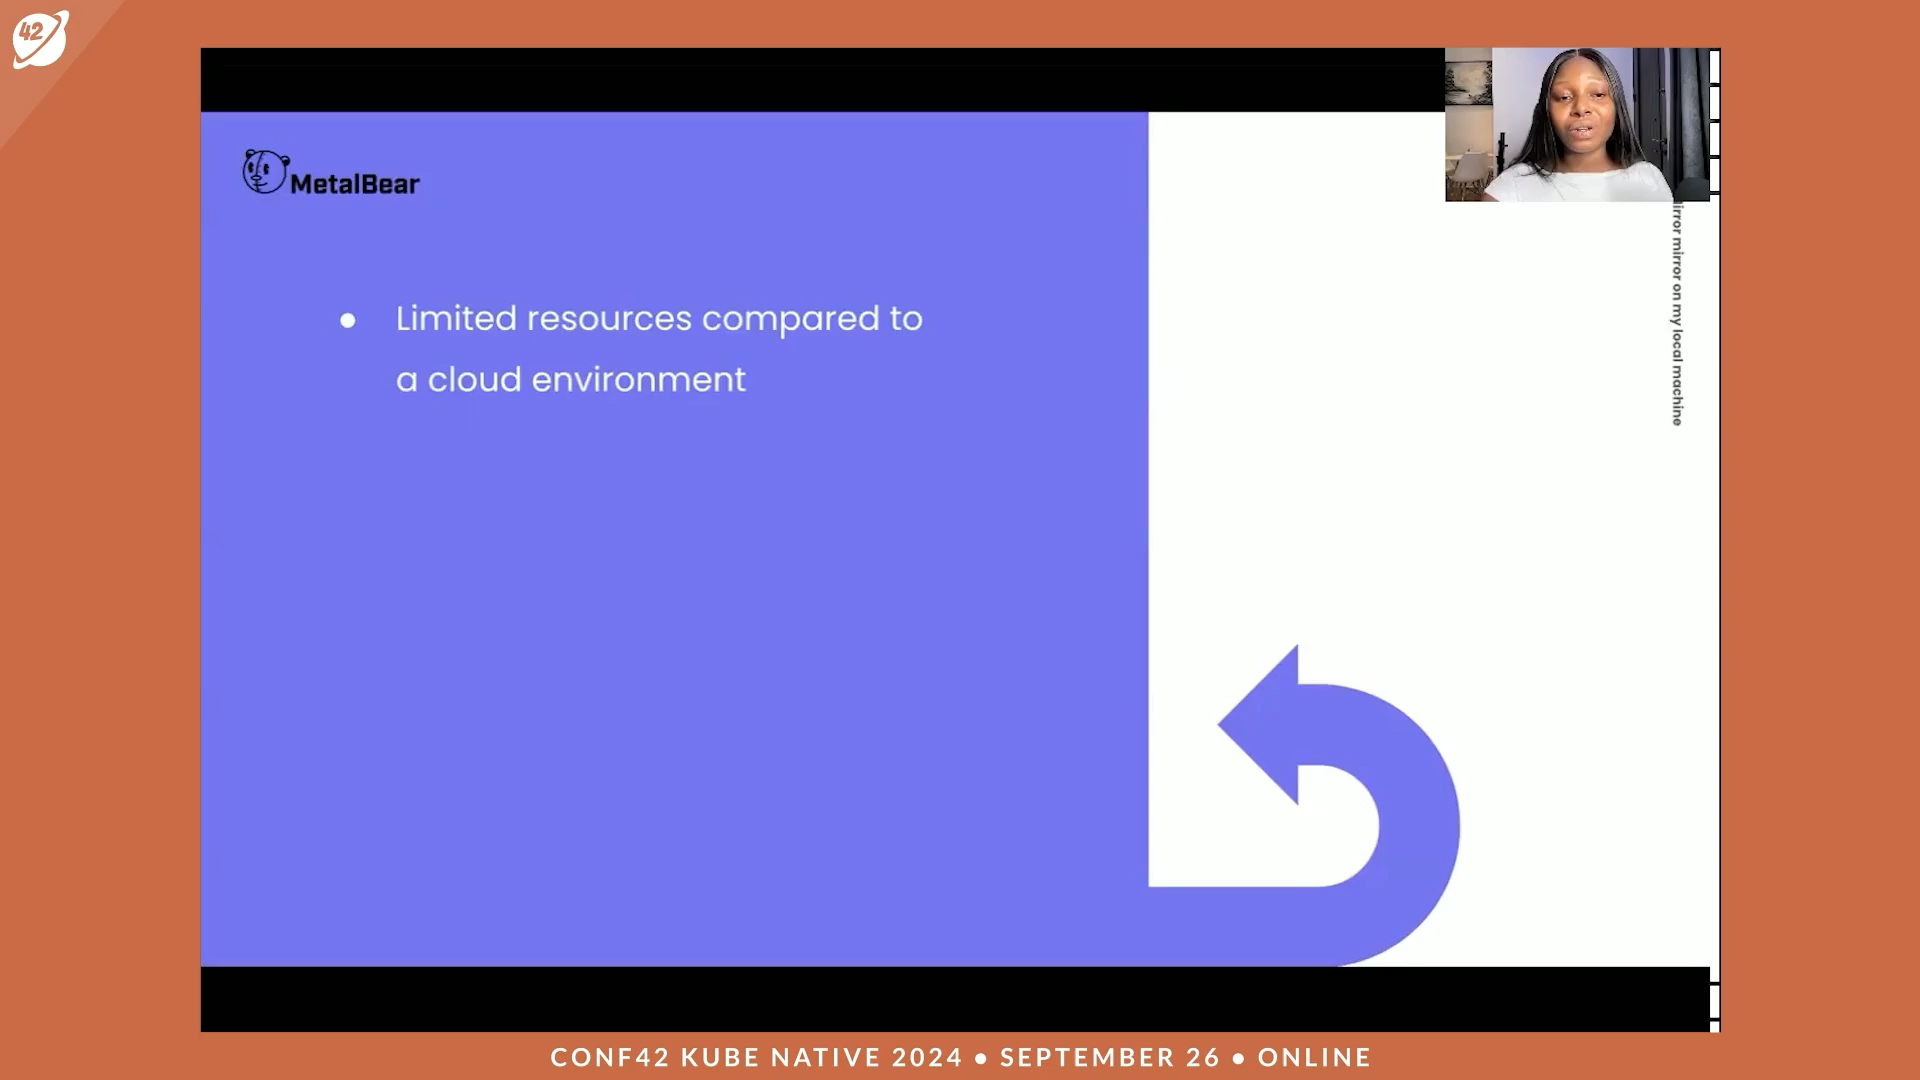 42
MetalBear
● Limited resources compared to
a cloud environment
irror mirror on my local machine
CONF42 KUBE NATIVE 2024 ● SEPTEMBER 26 ● ONLINE